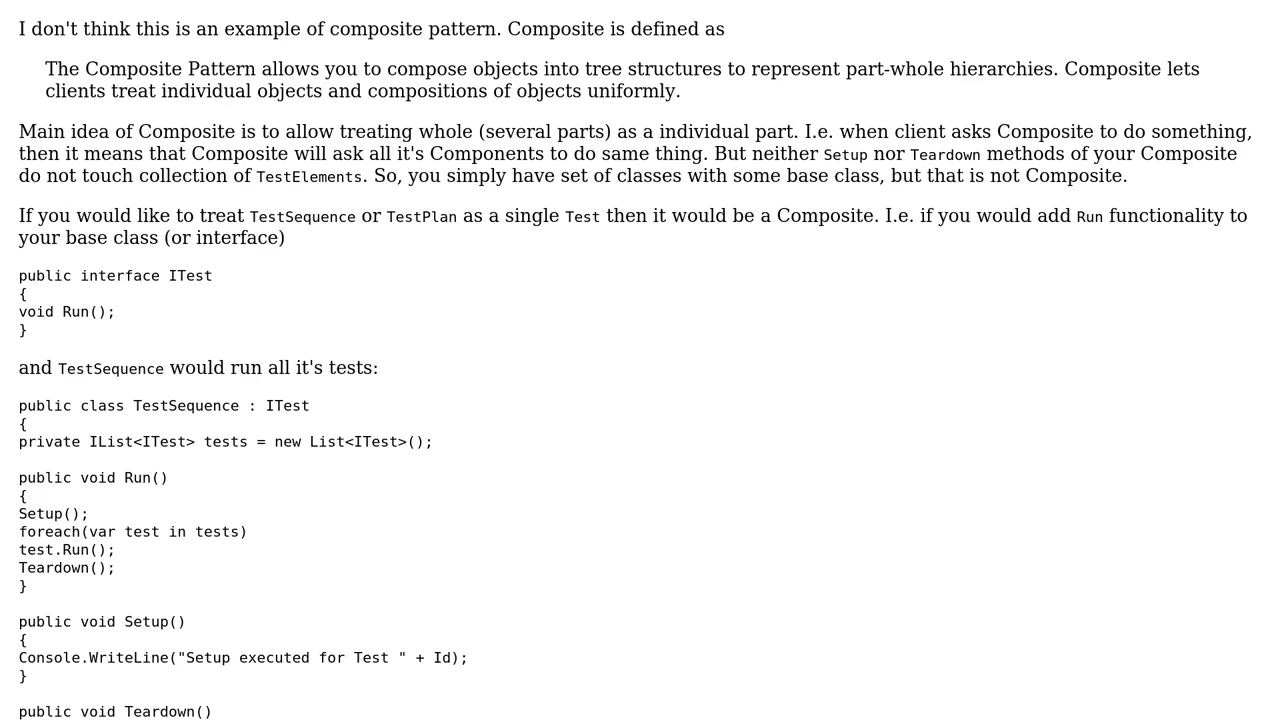 I don't think this is an example of composite pattern. Composite is defined as
The Composite Pattern allows you to compose objects into tree structures to represent part-whole hierarchies. Composite lets
clients treat individual objects and compositions of objects uniformly.
Main idea of Composite is to allow treating whole (several parts) as a individual part. I.e. when client asks Composite to do something,
then it means that Composite will ask all it's Components to do same thing. But neither Setup nor Teardown methods of your Composite
do not touch collection of TestElements. So, you simply have set of classes with some base class, but that is not Composite.
If you would like to treat TestSequence or TestPlan as a single Test then it would be a Composite. I.e. if you would add Run functionality to
your base class (or interface)
public interface ITest
{
void Run();
}
and TestSequence would run all it's tests:
public class TestSequence : ITest
{
private IList<ITest> tests = new List<ITest>();
public void Run()
{
Setup();
foreach(var test in tests)
test.Run();
Teardown();
}
public void Setup()
{
Console.WriteLine("Setup executed for Test " + Id);
}
public void Teardown()